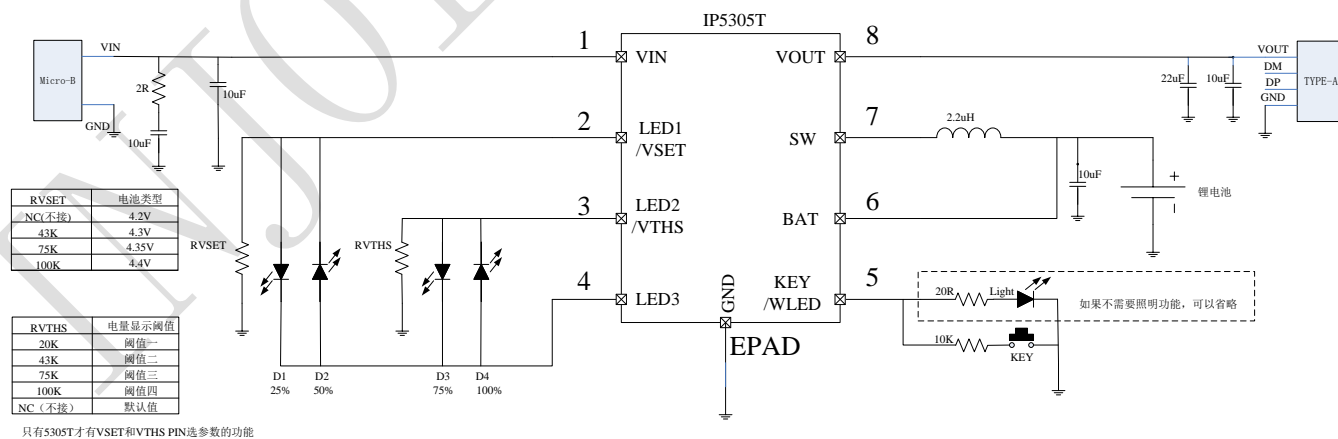 IP5305T
Micro-B
VIN
GND
2R
10uF
10uF
1
VIN
2
LED1
/VSET
3
LED2
/VTHS
4
LED3
8
VOUT
7
SW
6
BAT
5
KEY
/WLED
GND
EPAD
2.2uH
10uF
+
锂电池
22uF
10uF
VOUT
DM
DP
GND
TYPE-A
20R
Light
如果不需要照明功能，可以省略
10K
KEY
RVSET
RVTHS
D1
25%
D2
50%
D3
75%
D4
100%
RVSET 电池类型
NC(不接) 4.2V
43K 4.3V
75K 4.35V
100K 4.4V
RVTHS 电量显示阈值
20K 阈值一
43K 阈值二
75K 阈值三
100K 阈值四
NC（不接） 默认值
只有5305T才有VSET和VTHS PIN选参数的功能